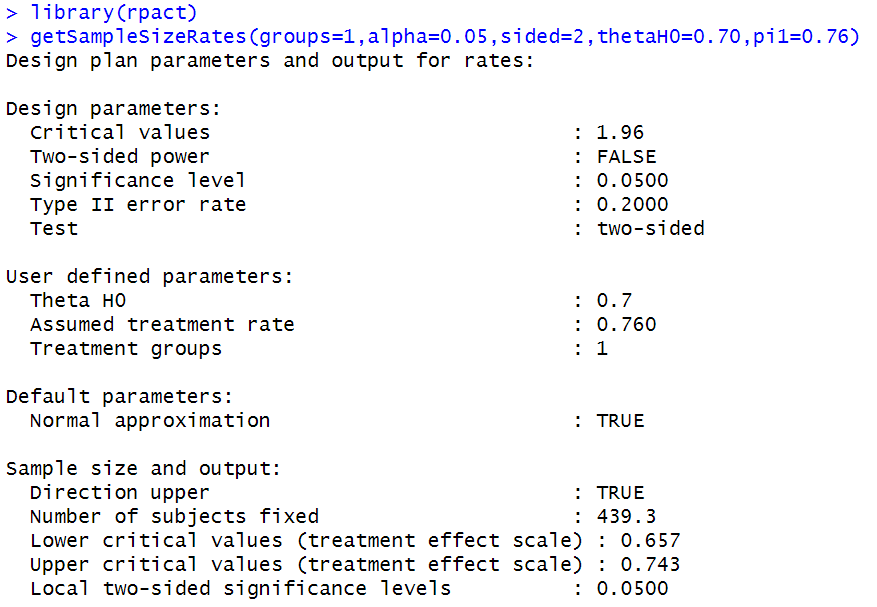 > library(rpact)
> getSampleSizeRates(groups=1,alpha=0.05,sided=2,thetaH0=0.70,pi1=0.76)
Design plan parameters and output for rates:

Design parameters:
  Critical values                              : 1.96
  Two-sided power                              : FALSE
  Significance level                           : 0.0500
  Type II error rate                           : 0.2000
  Test                                         : two-sided

User defined parameters:
  Theta H0                                     : 0.7
  Assumed treatment rate                       : 0.760
  Treatment groups                             : 1

Default parameters:
  Normal approximation                         : TRUE

Sample size and output:
  Direction upper                              : TRUE
  Number of subjects fixed                     : 439.3
  Lower critical values (treatment effect scale) : 0.657
  Upper critical values (treatment effect scale) : 0.743
  Local two-sided significance levels          : 0.0500